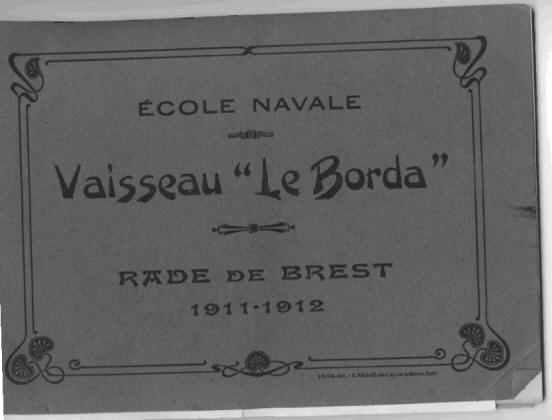 ÉCOLE NAVALE
Vaisseau "Le Borda"
RADE DE BREST
1911-1912